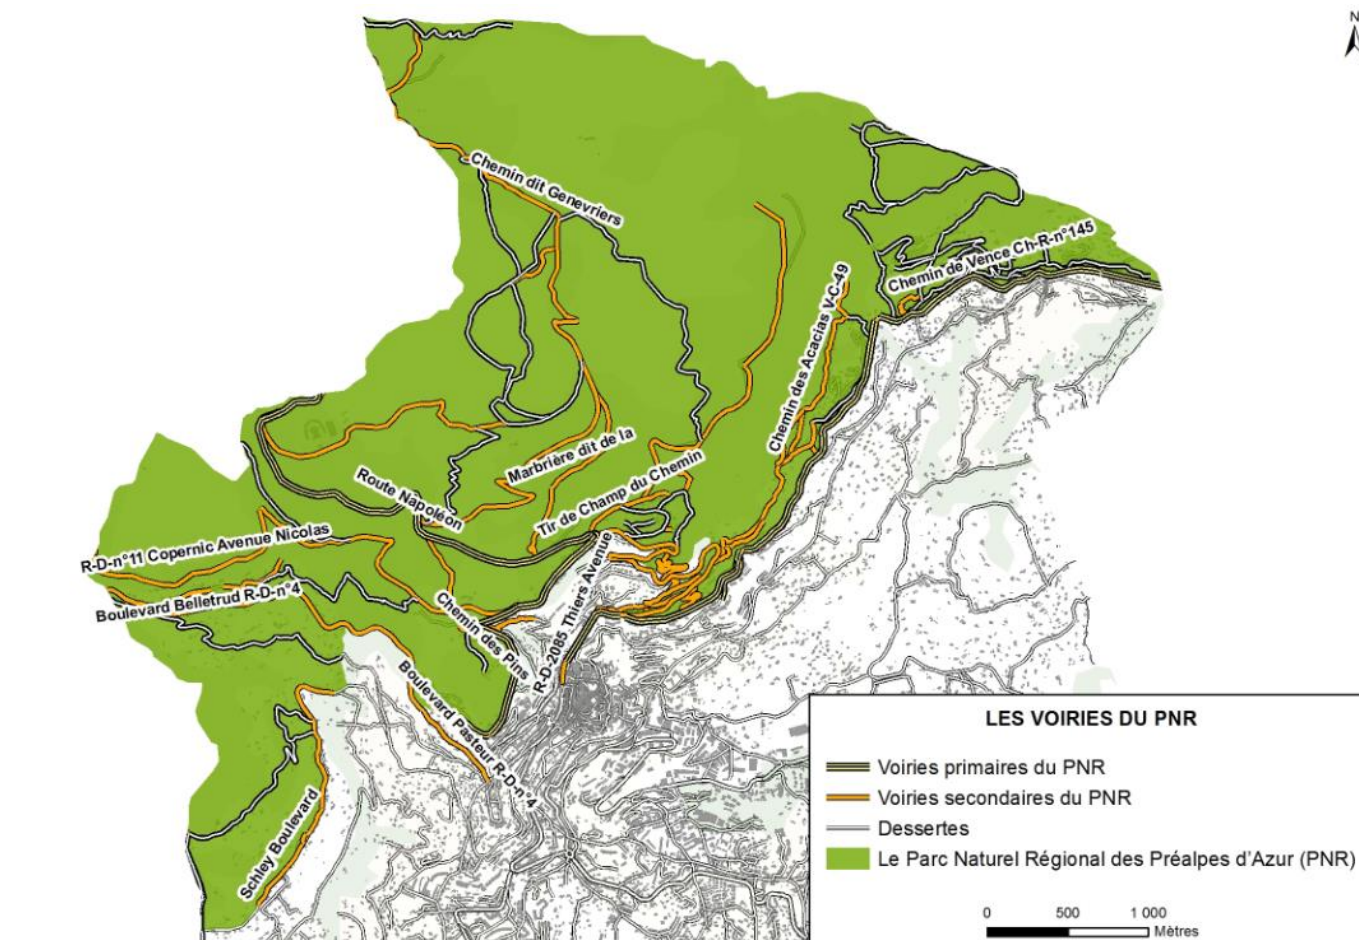 N
Chemin dit Genevriers
Chemin de Vence Ch-R-n°145
Chemin des Acacias V-C-49
Marbrière dit de la
Route Napoléon
Tir de Champ du Chemin
R-D-n°11 Copernic Avenue Nicolas
Boulevard Belletrud R-D-n°4
Chemin des Pins
R-D-2085 Thiers Avenue
Boulevard Pasteur R-D-n°4
Schley Boulevard
LES VOIRIES DU PNR
Voiries primaires du PNR
Voiries secondaires du PNR
Dessertes
Le Parc Naturel Régional des Préalpes d'Azur (PNR)
0 500 1 000
Mètres